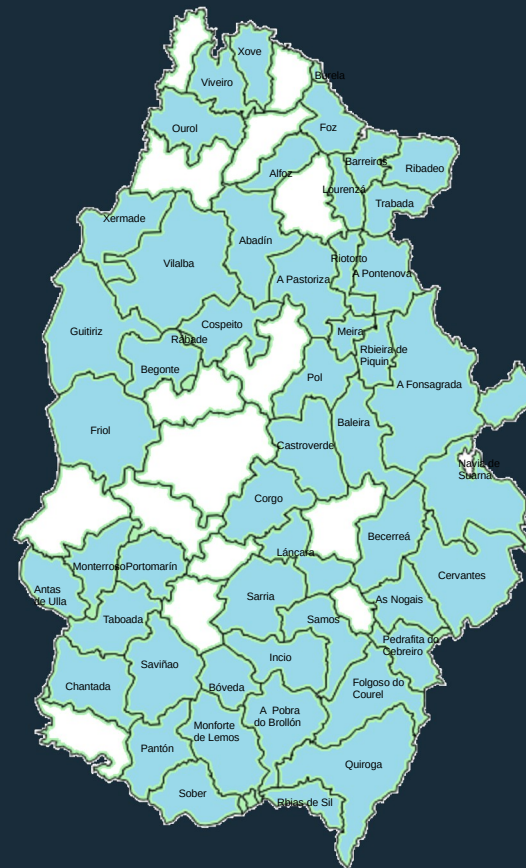 Xove
Burela
Viveiro
Ourol
Foz
Barreiros
Ribadeo
Alfoz
Lourenzá
Trabada
Xermade
Abadín
Vilalba
Riotorto
A Pastoriza
A Pontenova
Guitiriz
Cospeito
Rábade
Meira
Rbieira de
Piquin
Begonte
Pol
A Fonsagrada
Friol
Baleira
Castroverde
Navia de
Suarna
Corgo
Becerreá
Láncara
Monterroso
Portomarín
Cervantes
Antas
de Ulla
Sarria
As Nogais
Taboada
Samos
Pedrafita do
Cebreiro
Saviñao
Incio
Chantada
Bóveda
Folgoso do
Courel
A Pobra
do Brollón
Monforte
de Lemos
Pantón
Quiroga
Sober
Rbias de Sil